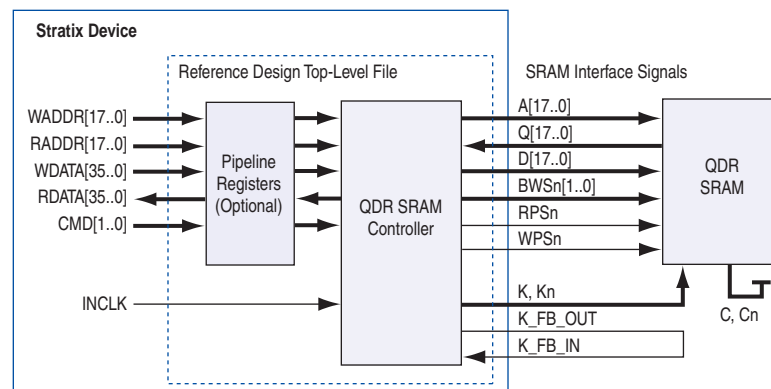 Stratix Device
Reference Design Top-Level File
SRAM Interface Signals
WADDR[17..0]
RADDR[17..0]
WDATA[35..0]
RDATA[35..0]
CMD[1..0]
INCLK
Pipeline
Registers
(Optional)
QDR SRAM
Controller
A[17..0]
Q[17..0]
D[17..0]
BWSn[1..0]
RPSn
WPSn
K, Kn
K_FB_OUT
K_FB_IN
QDR
SRAM
C, Cn